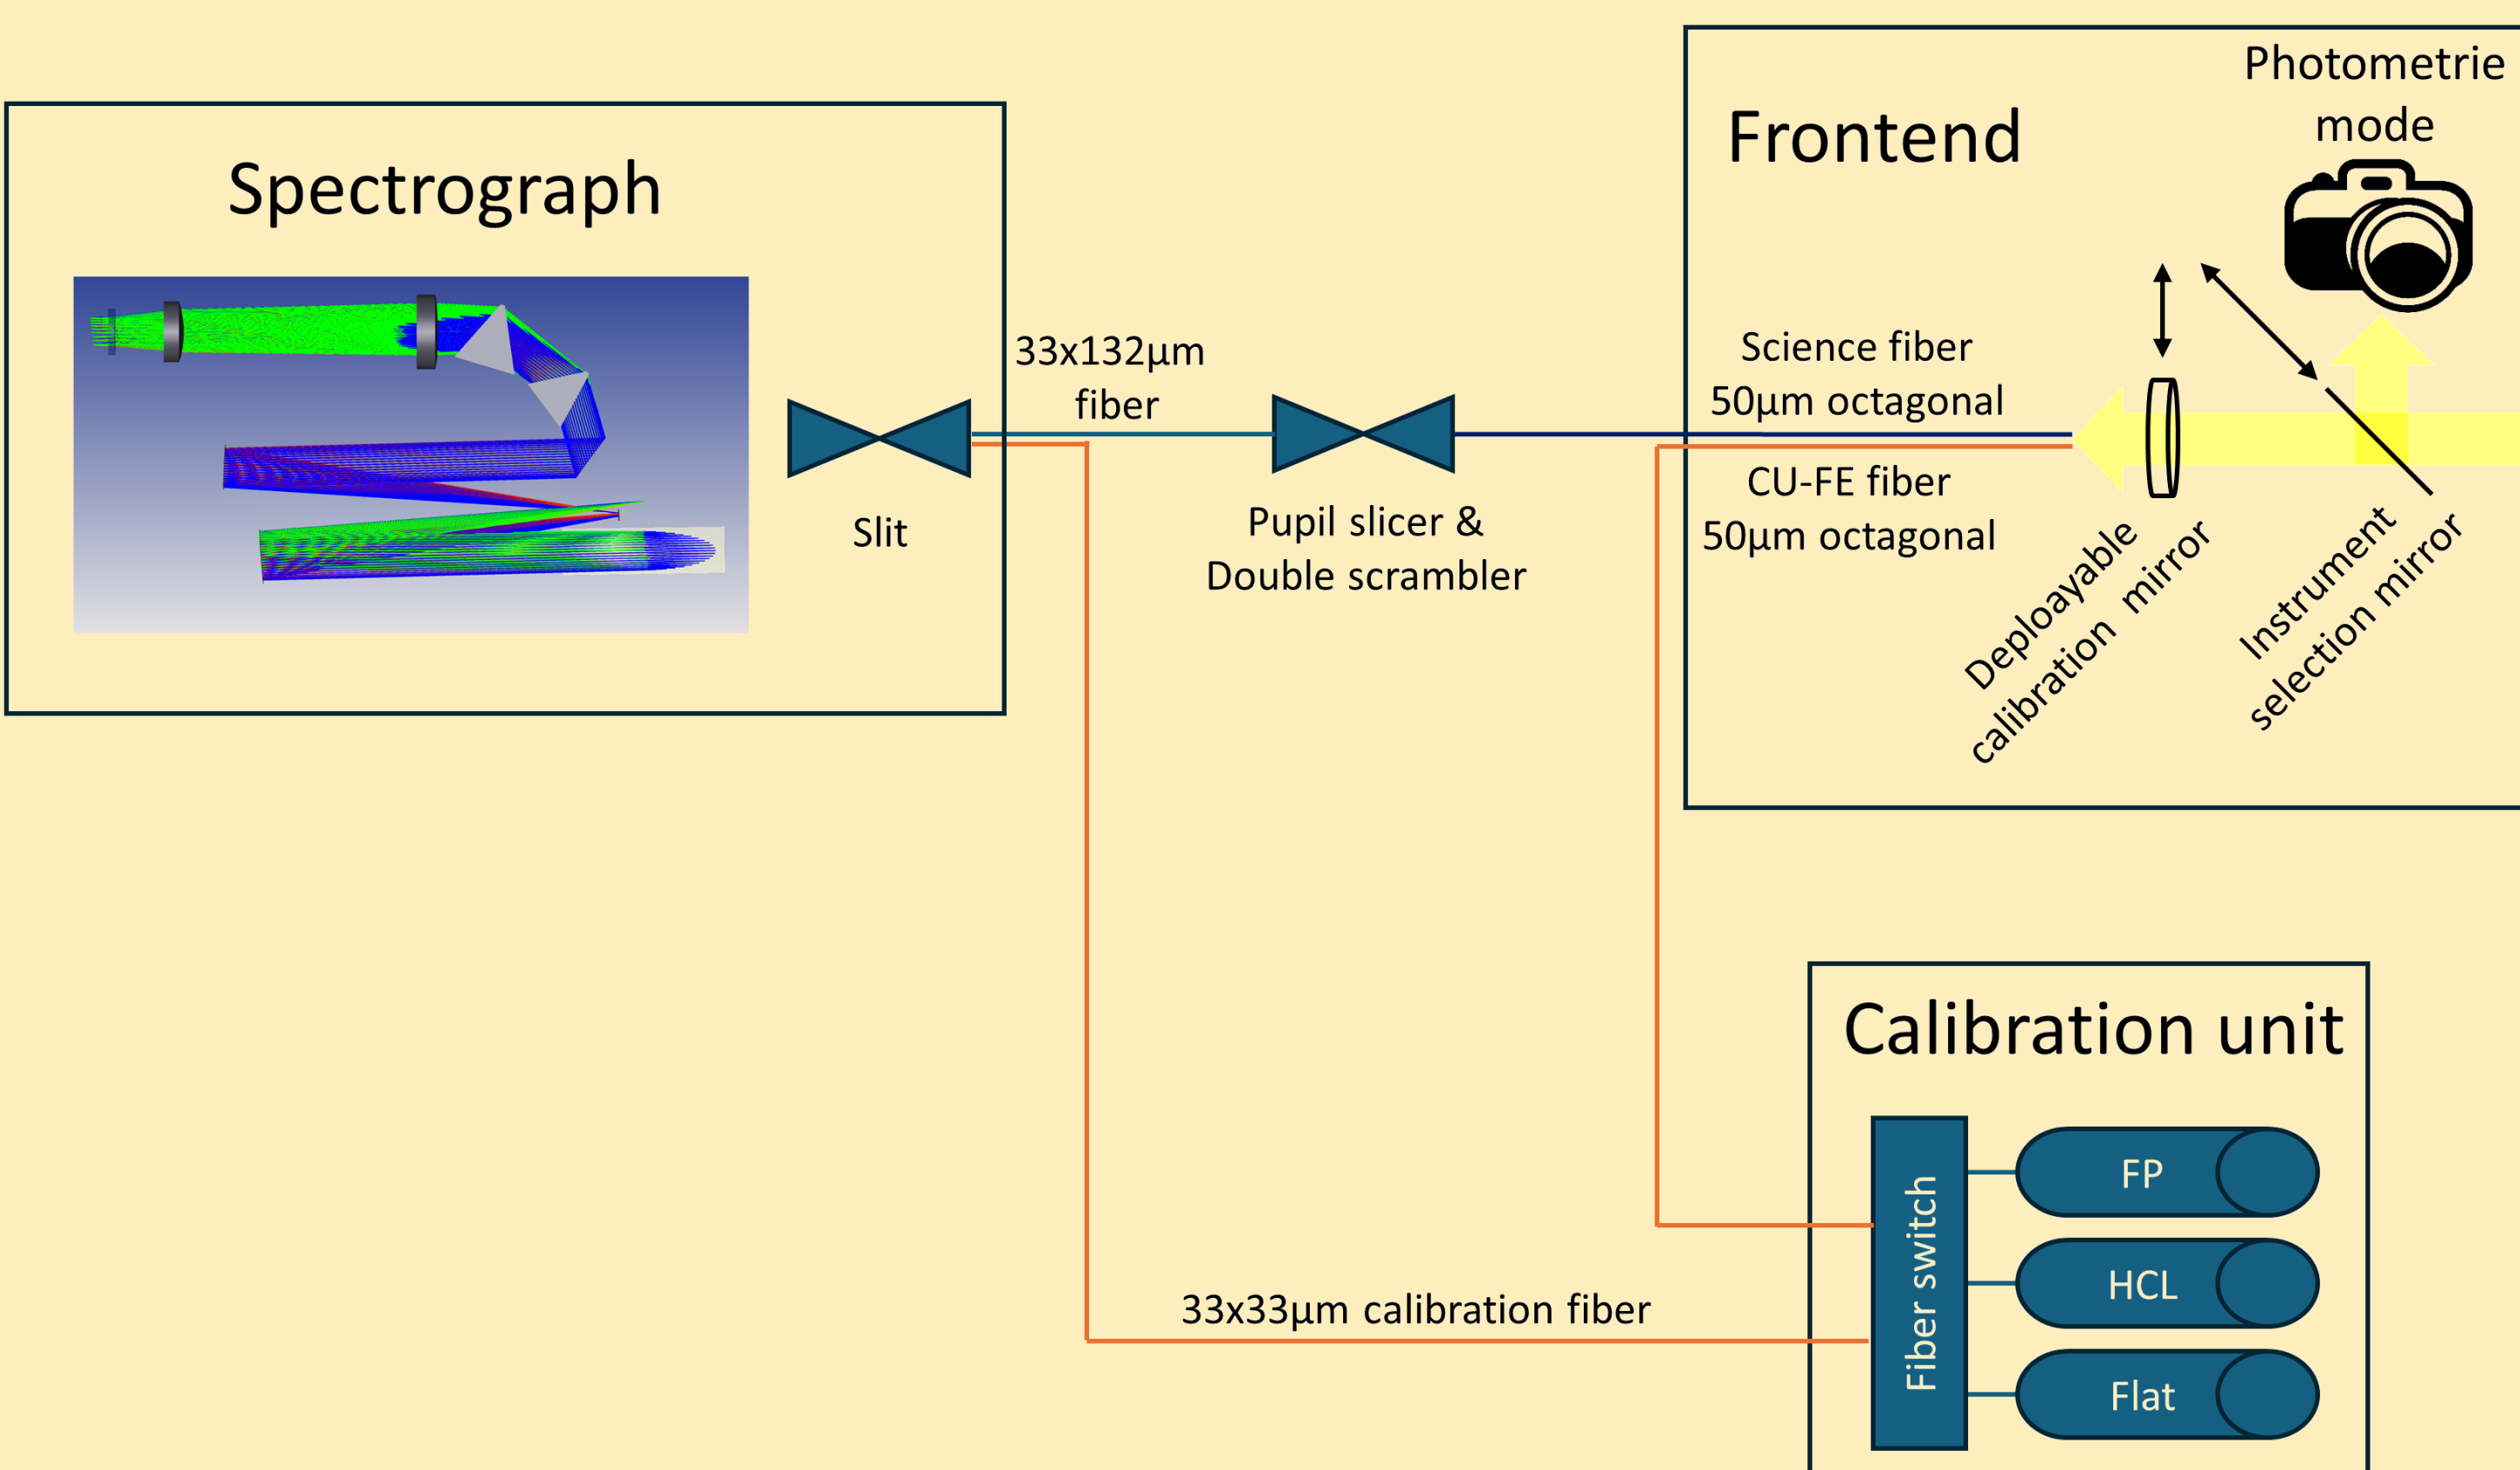 Spectrograph
Slit
33x132µm
fiber
Pupil slicer &
Double scrambler
Frontend
Photometrie
mode
Science fiber
50µm octagonal
CU-FE fiber
50µm octagonal
Deploayable
calibration mirror
Instrument
selection mirror
33x33µm calibration fiber
Calibration unit
Fiber switch
FP
HCL
Flat